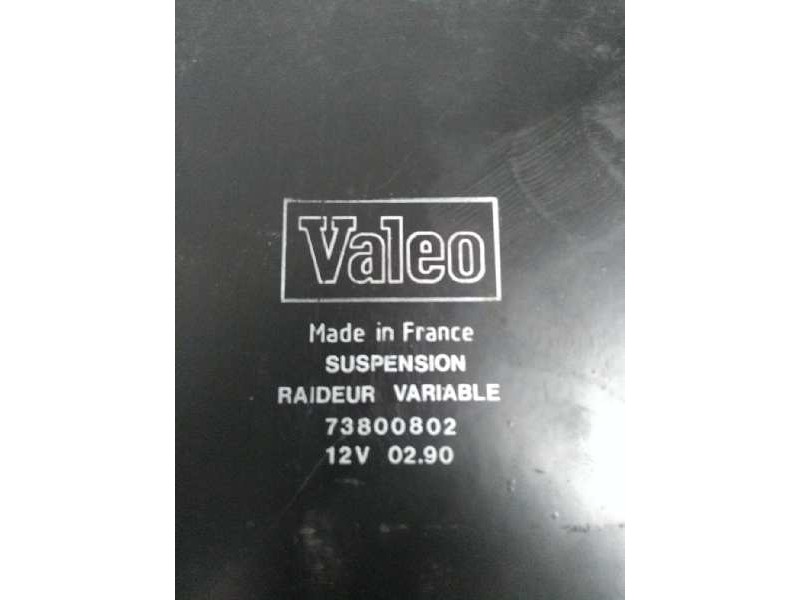 Valeo
Made in France
SUSPENSION
RAIDEUR VARIABLE
73800802
12V 02.90